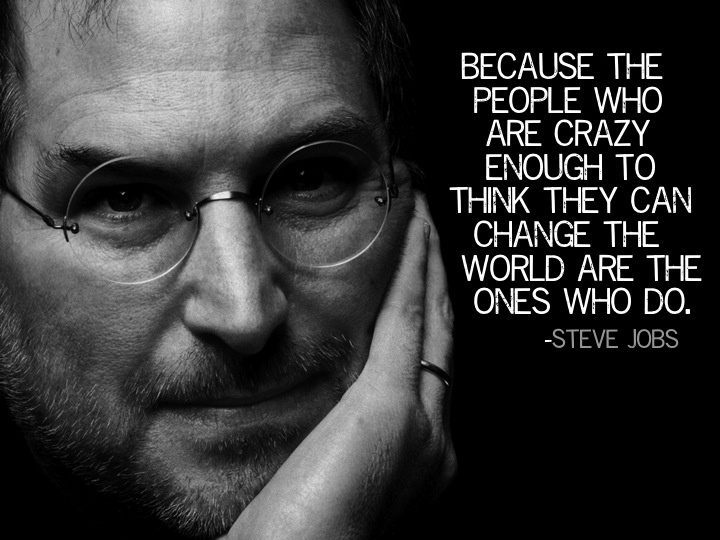 BECAUSE THE
PEOPLE WHO
ARE CRAZY
ENOUGH TO
THINK THEY CAN
CHANGE THE
WORLD ARE THE
ONES WHO DO.
-STEVE JOBS